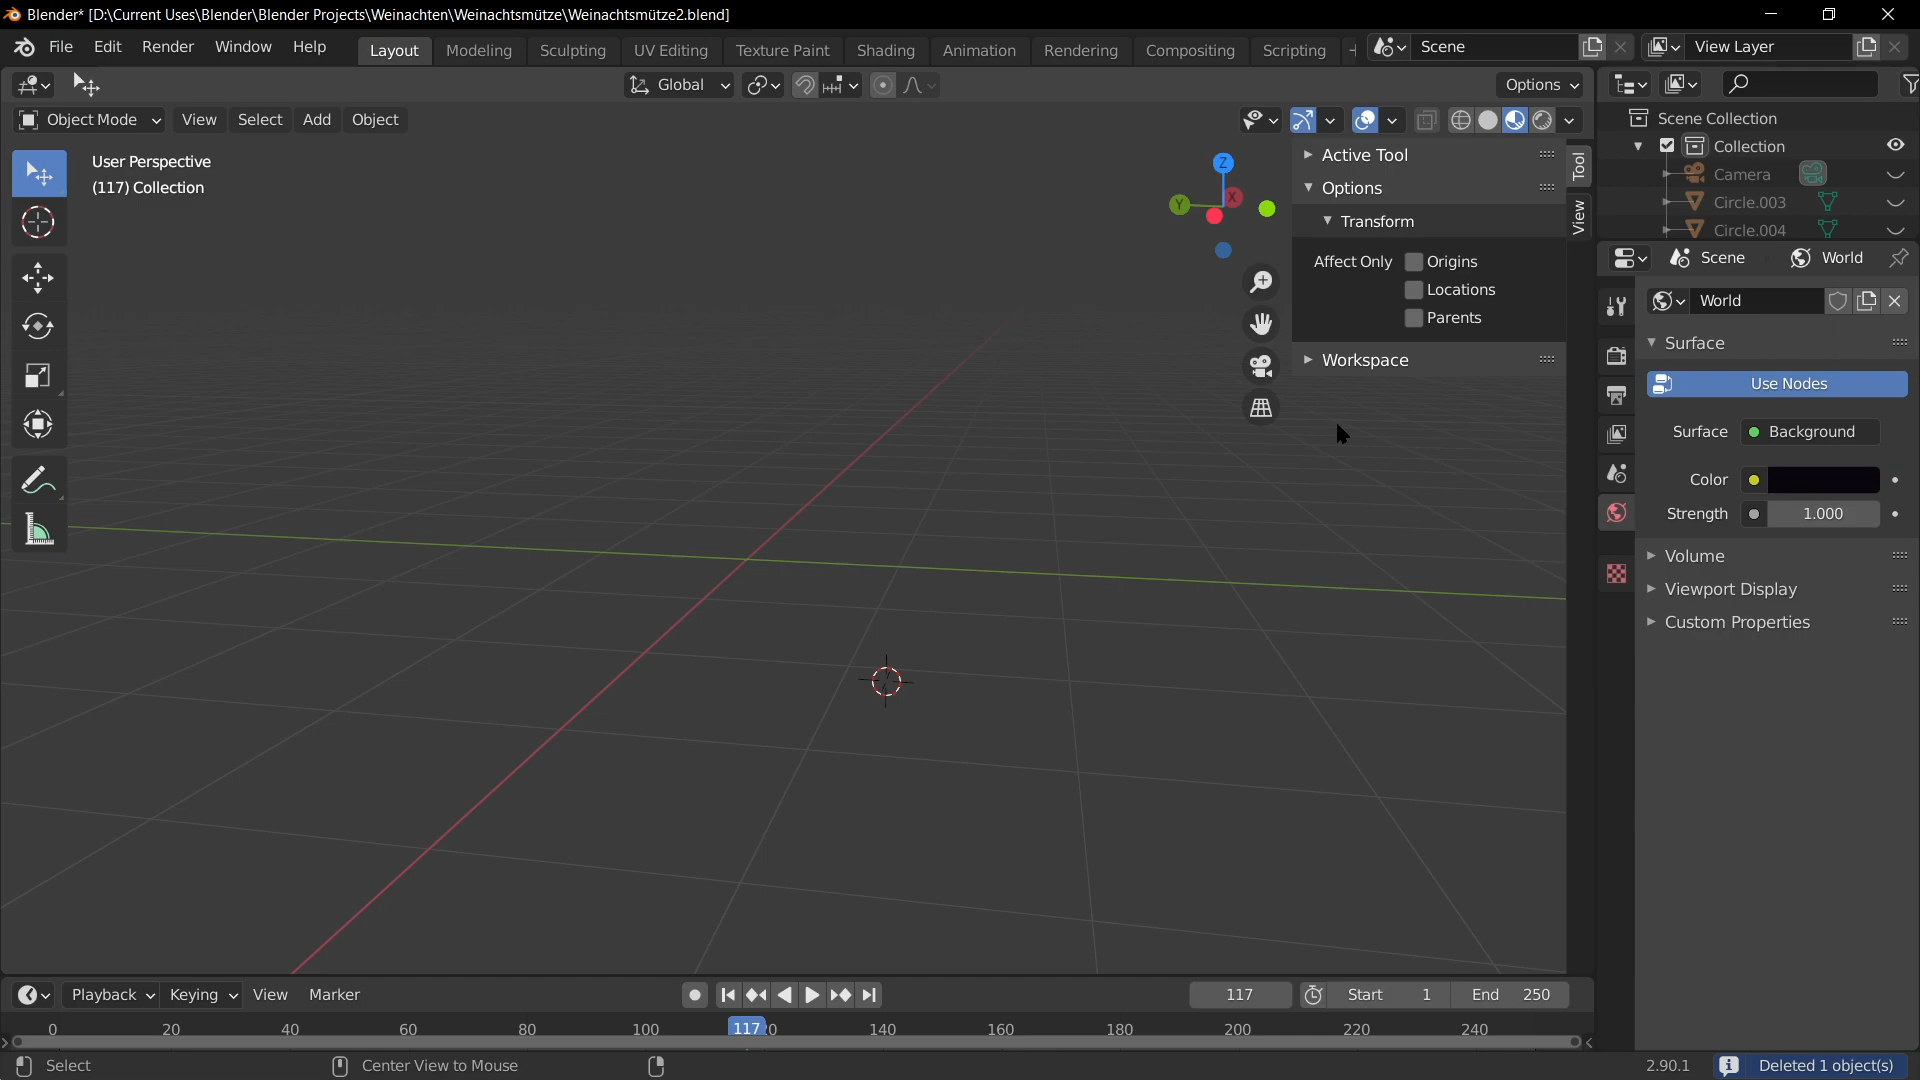 Blender* [D:\Current Uses\Blender\Blender Projects\Weinachten\Weinachtsmütze\Weinachtsmütze2.blend]
File Edit Render Window Help Layout Modeling Sculpting UV Editing Texture Paint Shading Animation Rendering Compositing Scripting Scene View Layer
Global Options
Object Mode View Select Add Object
User Perspective
(117) Collection
Z
Y
X
Active Tool
Options
Transform
Affect Only Origins
Locations
Parents
Workspace
Tool
View
Scene Collection
Collection
Camera
Circle.003
Circle.004
Scene World
World
Surface
Use Nodes
Surface Background
Color
Strength 1.000
Volume
Viewport Display
Custom Properties
Playback Keying View Marker 117 Start 1 End 250
0 20 40 60 80 100 117 0 140 160 180 200 220 240
Select Center View to Mouse 2.90.1 Deleted 1 object(s)